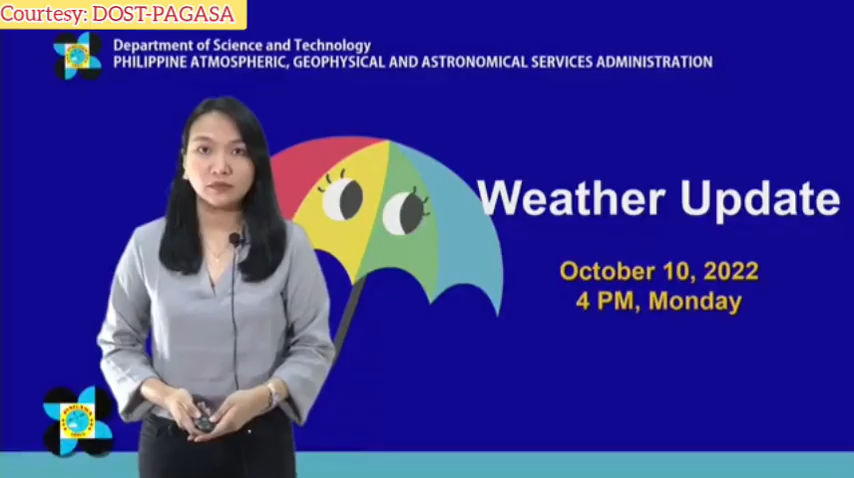 Courtesy: DOST-PAGASA
Department of Science and Technology
PHILIPPINE ATMOSPHERIC, GEOPHYSICAL AND ASTRONOMICAL SERVICES ADMINISTRATION
Weather Update
October 10, 2022
4 PM, Monday